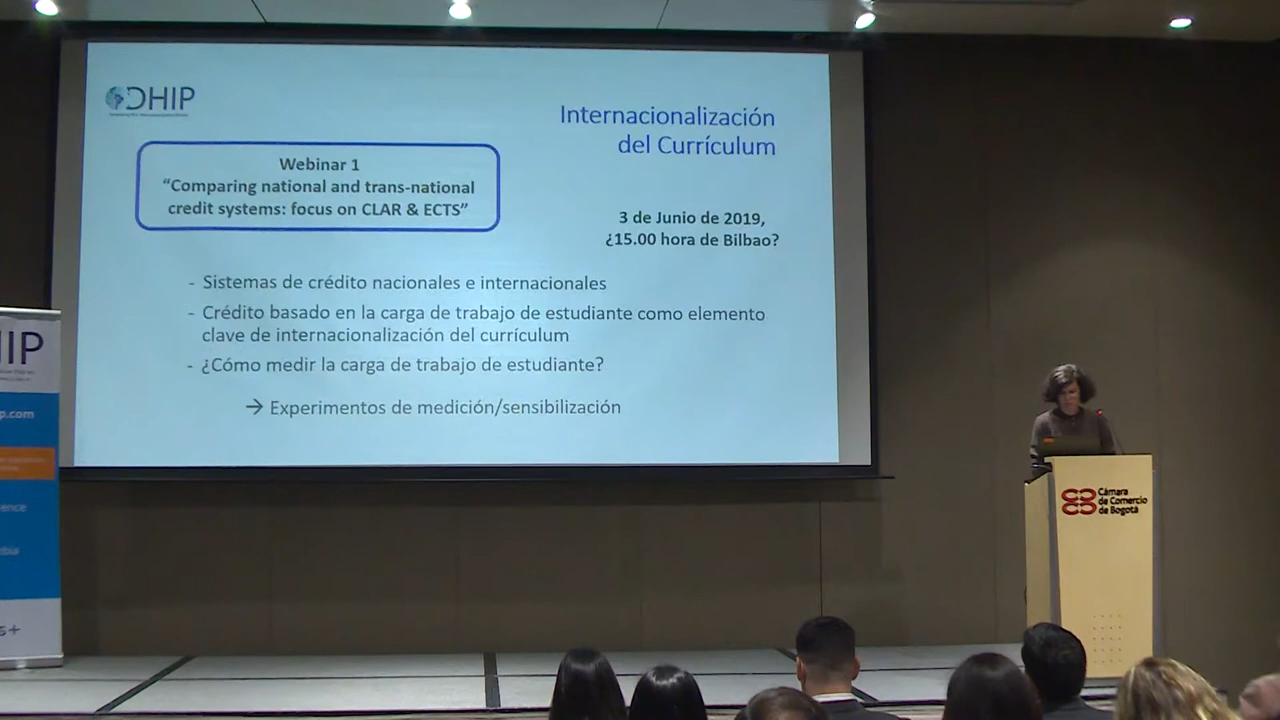 DHIP
Internacionalización
del Currículum
Webinar 1
“Comparing national and trans-national
credit systems: focus on CLAR & ECTS”
3 de Junio de 2019,
¿15.00 hora de Bilbao?
- Sistemas de crédito nacionales e internacionales
- Crédito basado en la carga de trabajo de estudiante como elemento
clave de internacionalización del currículum
- ¿Cómo medir la carga de trabajo de estudiante?
→ Experimentos de medición/sensibilización
HIP
p.com
ence
s+
Cámara
de Comercio
de Bogotá